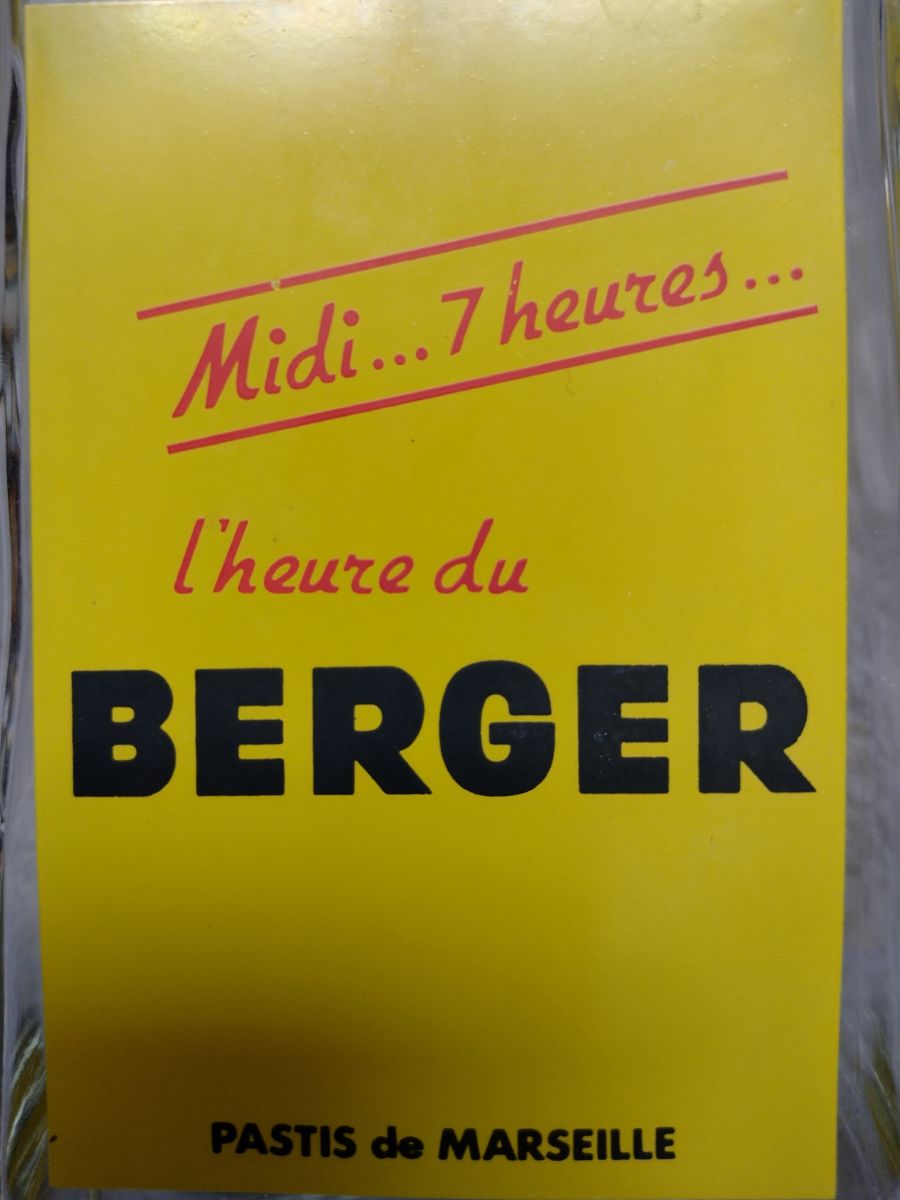 Midi...7 heures...
l'heure du
BERGER
PASTIS de MARSEILLE